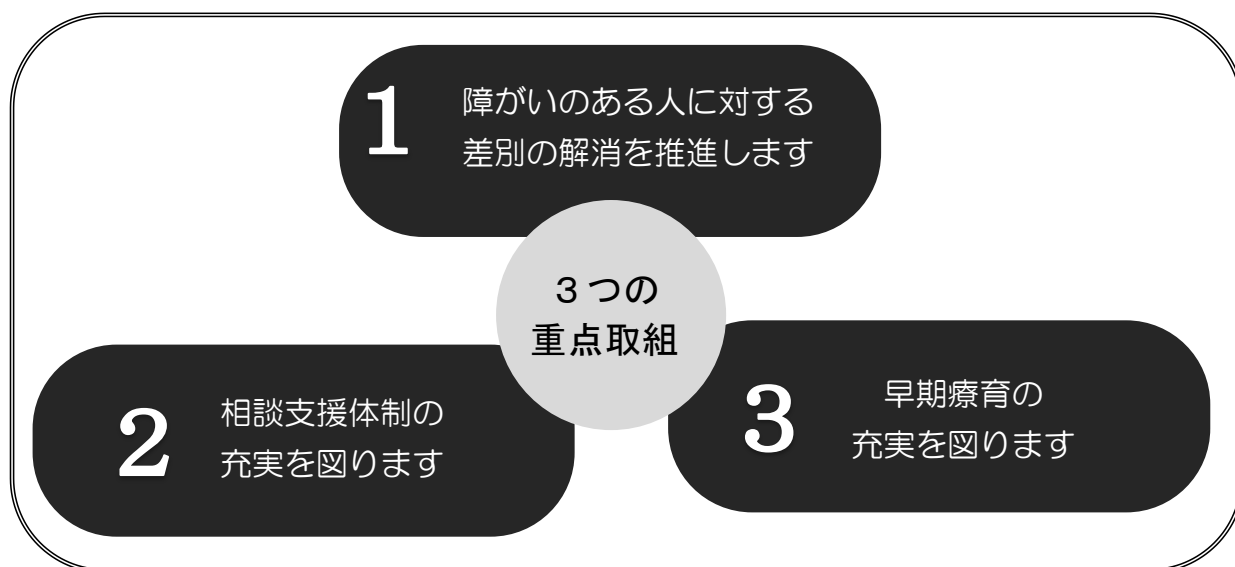 1
障がいのある人に対する
差別の解消を推進します
3つの
重点取組
2
相談支援体制の
充実を図ります
3
早期療育の
充実を図ります